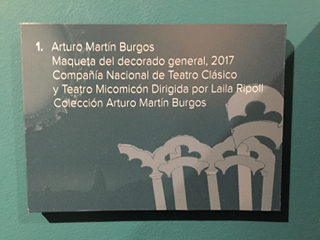 1. Arturo Martín Burgos
Maqueta del decorado general, 2017
Compañía Nacional de Teatro Clásico
y Teatro Micomicón Dirigida por Laila Ripoll
Colección Arturo Martín Burgos